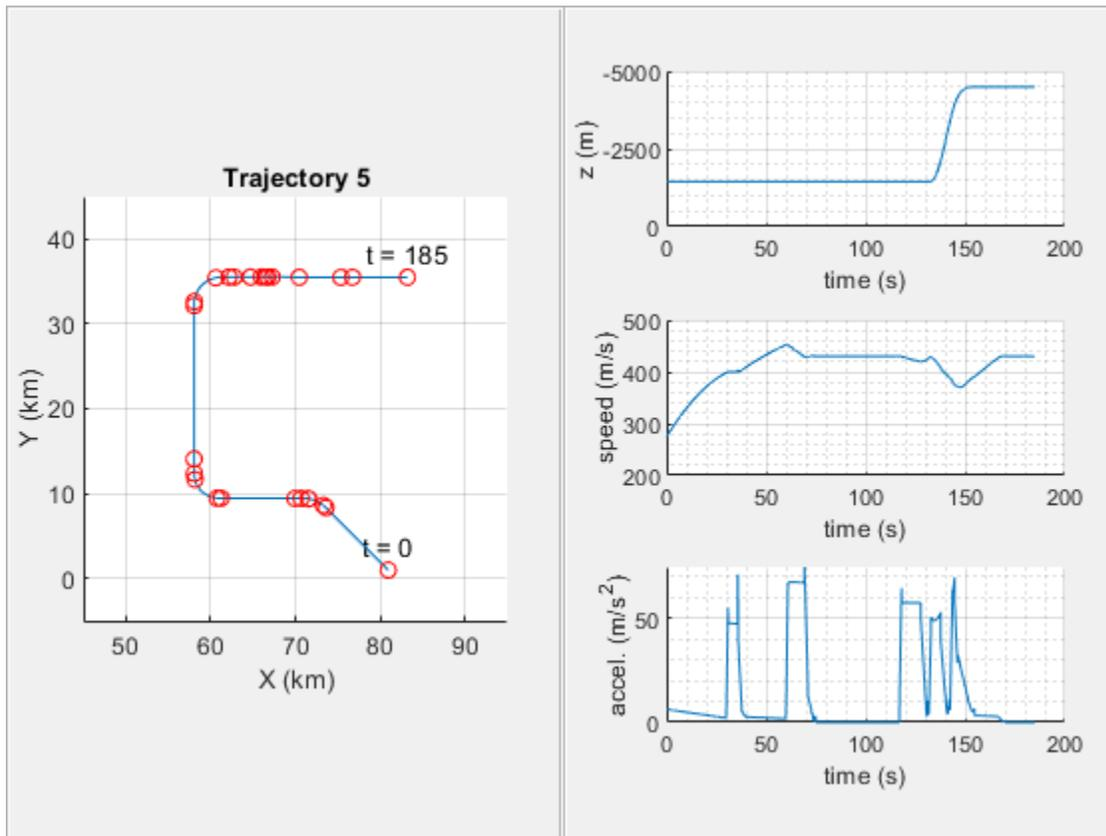 Trajectory 5
40
30
20
10
0
Y (km)
t = 185
t = 0
50 60 70 80 90
X (km)
-5000
-2500
0
z (m)
0 50 100 150 200
time (s)
500
400
300
200
speed (m/s)
0 50 100 150 200
time (s)
50
0
accel. (m/s^2)
0 50 100 150 200
time (s)